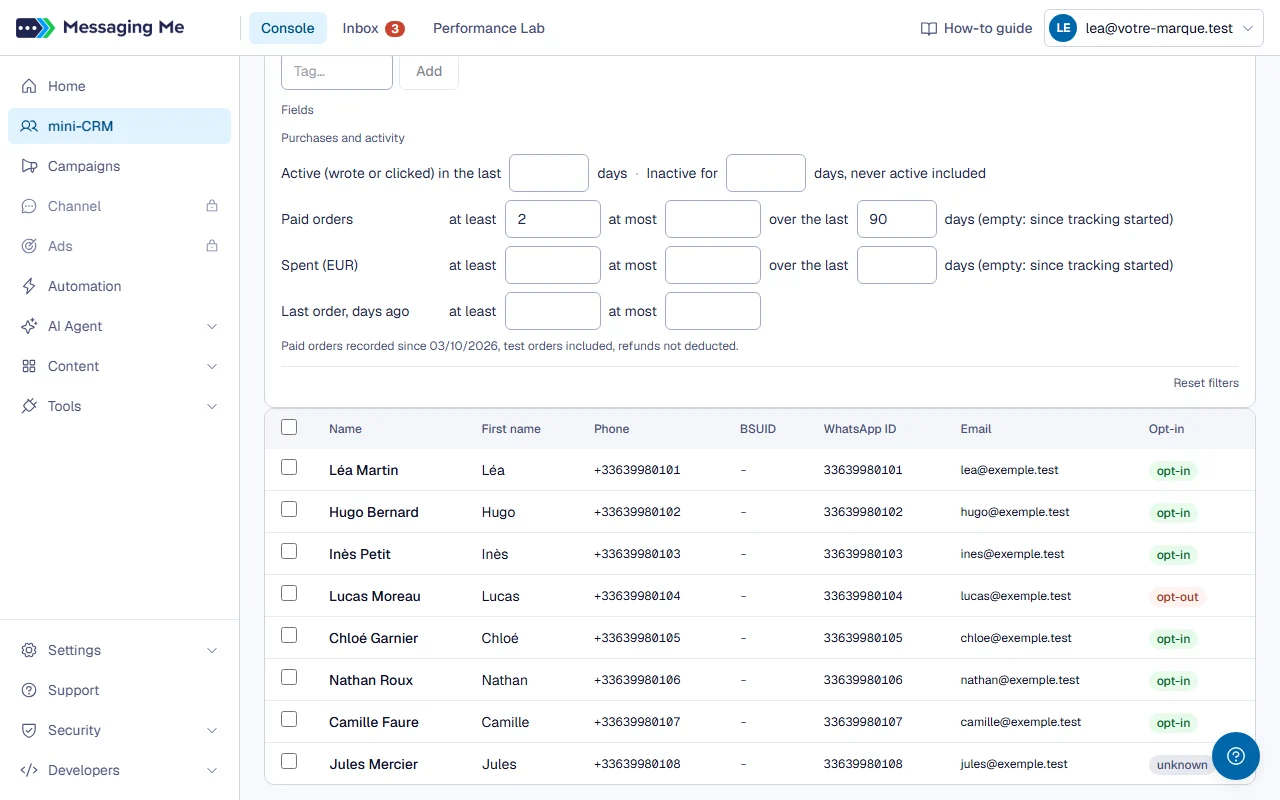 Messaging Me
Console
Inbox 3
Performance Lab
How-to guide
LE lea@votre-marque.test
Home
mini-CRM
Campaigns
Channel
Ads
Automation
AI Agent
Content
Tools
Settings
Support
Security
Developers
Tag...
Add
Fields
Purchases and activity
Active (wrote or clicked) in the last days · Inactive for days, never active included
Paid orders at least 2 at most over the last 90 days (empty: since tracking started)
Spent (EUR) at least at most over the last days (empty: since tracking started)
Last order, days ago at least at most
Paid orders recorded since 03/10/2026, test orders included, refunds not deducted.
Reset filters
Name First name Phone BSUID WhatsApp ID Email Opt-in
Léa Martin Léa +33639980101 – 33639980101 lea@exemple.test opt-in
Hugo Bernard Hugo +33639980102 – 33639980102 hugo@exemple.test opt-in
Inès Petit Inès +33639980103 – 33639980103 ines@exemple.test opt-in
Lucas Moreau Lucas +33639980104 – 33639980104 lucas@exemple.test opt-out
Chloé Garnier Chloé +33639980105 – 33639980105 chloe@exemple.test opt-in
Nathan Roux Nathan +33639980106 – 33639980106 nathan@exemple.test opt-in
Camille Faure Camille +33639980107 – 33639980107 camille@exemple.test opt-in
Jules Mercier Jules +33639980108 – 33639980108 jules@exemple.test unknown